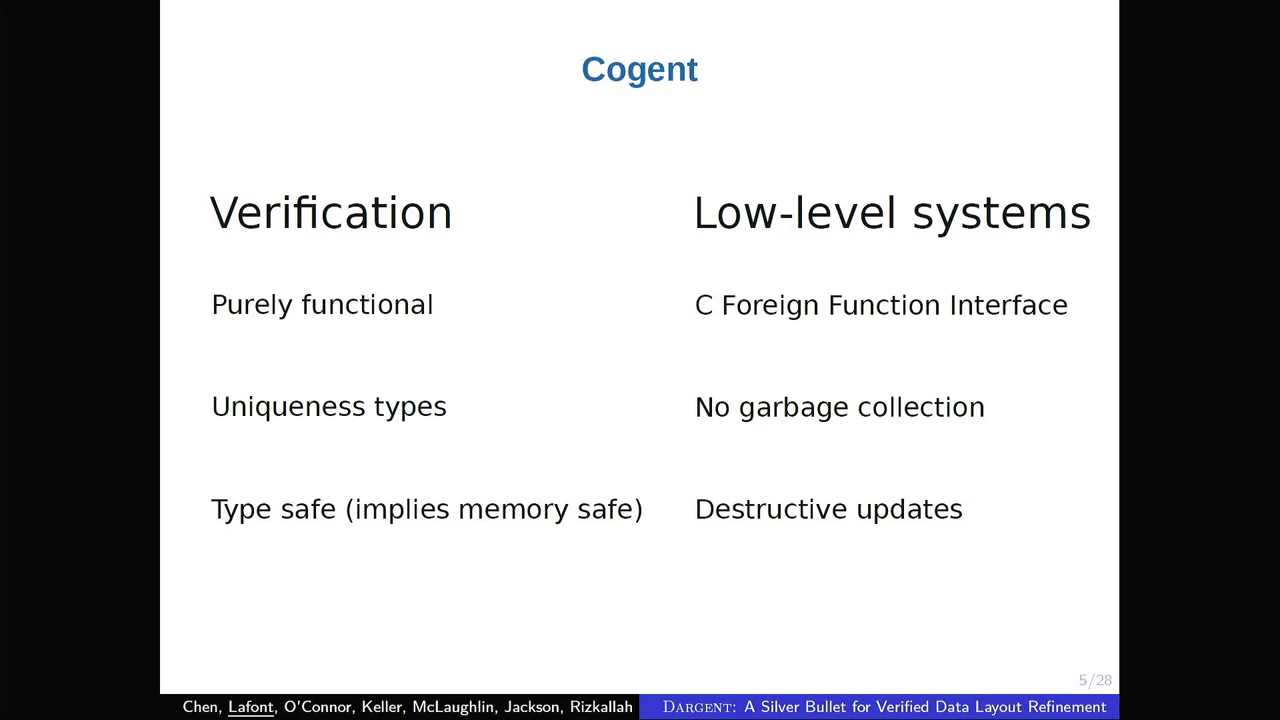 Cogent
Verification
Low-level systems
Purely functional
C Foreign Function Interface
Uniqueness types
No garbage collection
Type safe (implies memory safe)
Destructive updates
5/28
Chen, Lafont, O'Connor, Keller, McLaughlin, Jackson, Rizkallah
DARGENT: A Silver Bullet for Verified Data Layout Refinement